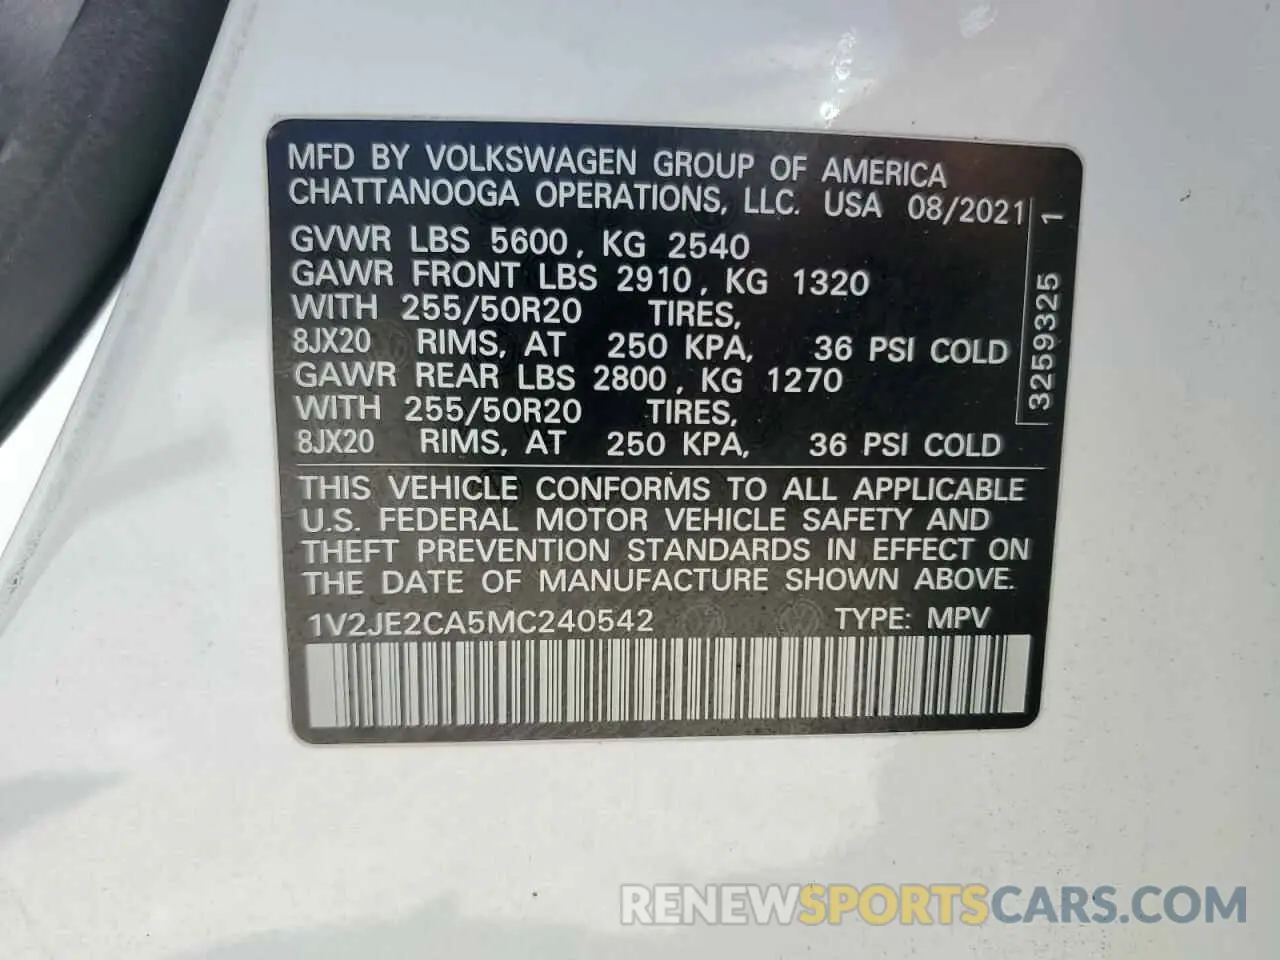 MFD BY VOLKSWAGEN GROUP OF AMERICA
CHATTANOOGA OPERATIONS, LLC. USA 08/2021
GVWR LBS 5600, KG 2540
GAWR FRONT LBS 2910, KG 1320
WITH 255/50R20 TIRES,
8JX20 RIMS, AT 250 KPA, 36 PSI COLD
GAWR REAR LBS 2800, KG 1270
WITH 255/50R20 TIRES,
8JX20 RIMS, AT 250 KPA, 36 PSI COLD
3259325 1
THIS VEHICLE CONFORMS TO ALL APPLICABLE
U.S. FEDERAL MOTOR VEHICLE SAFETY AND
THEFT PREVENTION STANDARDS IN EFFECT ON
THE DATE OF MANUFACTURE SHOWN ABOVE.
1V2JE2CA5MC240542 TYPE: MPV
RENEWSPORTSCARS.COM